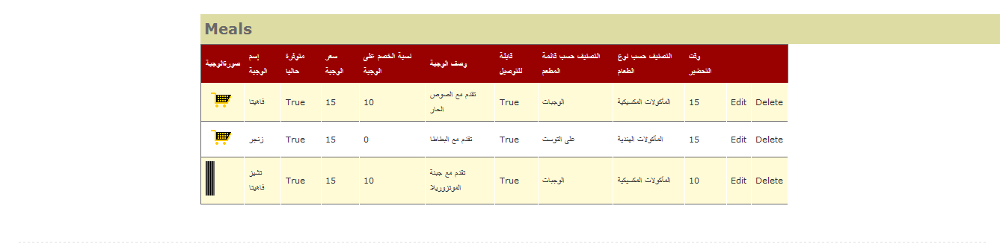 Meals
صورةالوجبة
إسم
الوجبة
متوفرة
حاليا
سعر
الوجبة
نسبة الخصم على
الوجبة
وصف الوجبة
قابلة
للتوصيل
التصنيف حسب قائمة
المطعم
التصنيف حسب نوع
الطعام
وقت
التحضير
فاهيتا
True
15
10
تقدم مع الصوص
الحار
True
الوجبات
المأكولات المكسيكية
15
Edit
Delete
زنجر
True
15
0
تقدم مع البطاطا
True
على التوست
المأكولات الهندية
15
Edit
Delete
تشيز
فاهيتا
True
15
10
تقدم مع جبنة
الموتزوريلا
True
الوجبات
المأكولات المكسيكية
10
Edit
Delete